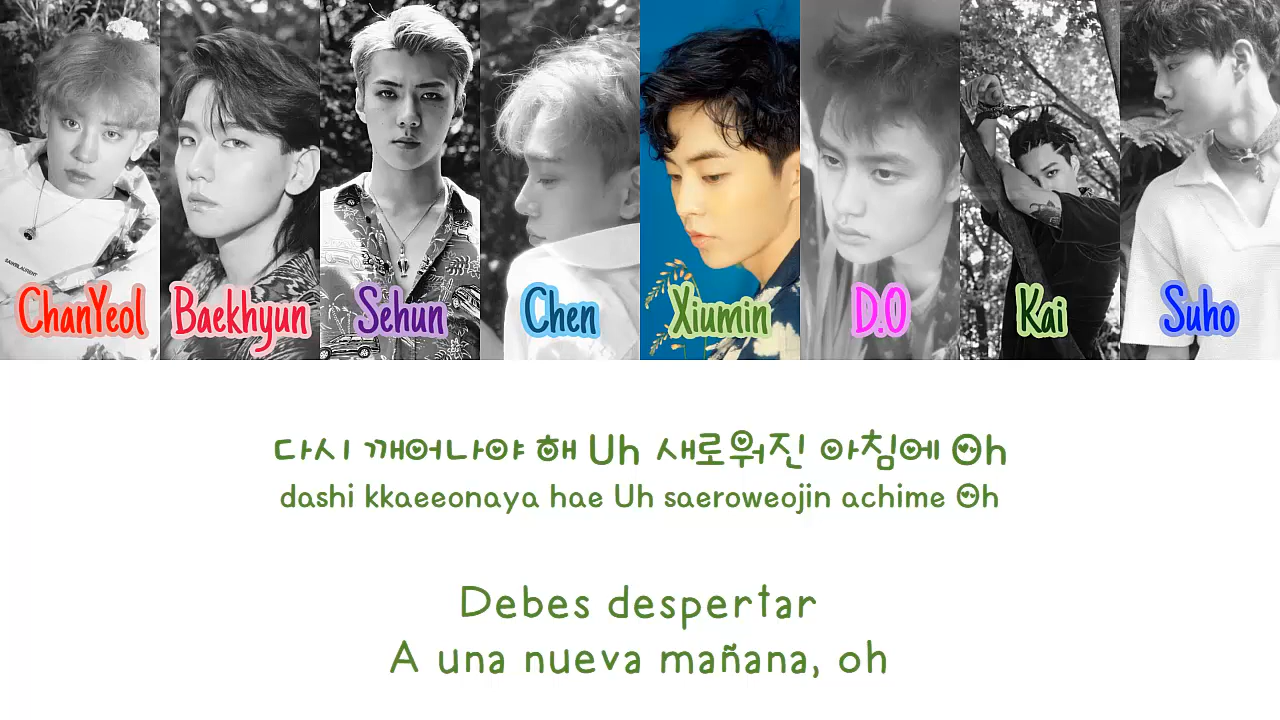 ChanYeol
Baekhyun
Sehun
Chen
Xiumin
D.O
Kai
Suho
다시 깨어나야 해 Uh 새로워진 아침에 Oh
dashi kkaeeonaya hae Uh saeroweojin achime Oh
Debes despertar
A una nueva mañana, oh